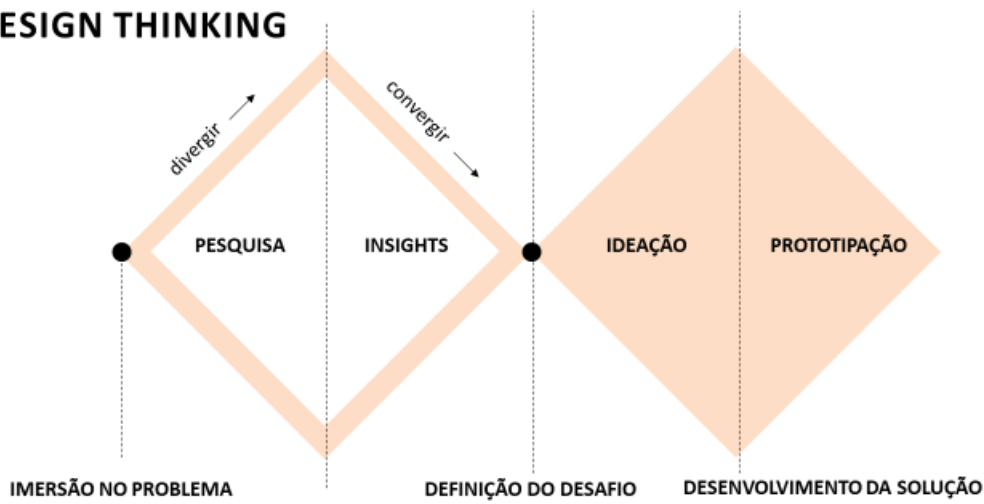 ESIGN THINKING
divergir
convergir
PESQUISA
INSIGHTS
IDEAÇÃO
PROTOTIPAÇÃO
IMERSÃO NO PROBLEMA
DEFINIÇÃO DO DESAFIO
DESENVOLVIMENTO DA SOLUÇÃO